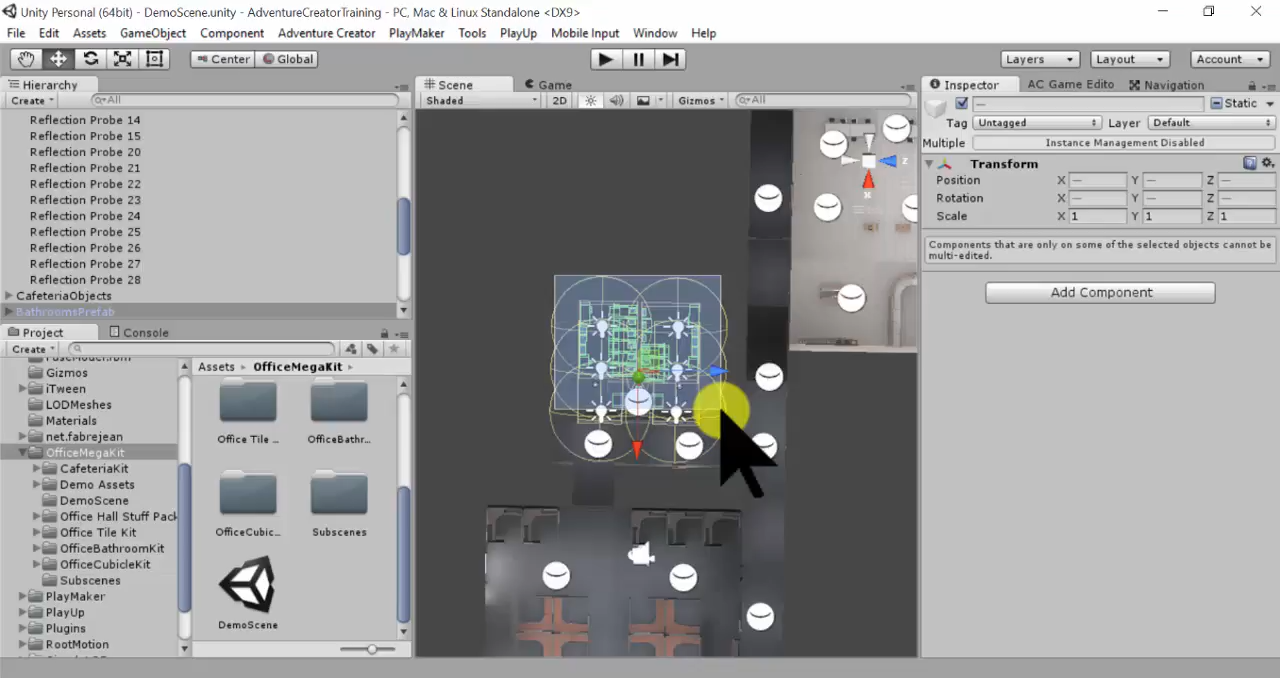 Unity Personal (64bit) - DemoScene.unity - AdventureCreatorTraining - PC, Mac & Linux Standalone <DX9>
File Edit Assets GameObject Component Adventure Creator PlayMaker Tools PlayUp Mobile Input Window Help
Center Global Layers Layout Account
Hierarchy
Create All
Reflection Probe 14
Reflection Probe 15
Reflection Probe 20
Reflection Probe 21
Reflection Probe 22
Reflection Probe 23
Reflection Probe 24
Reflection Probe 25
Reflection Probe 26
Reflection Probe 27
Reflection Probe 28
CafeteriaObjects
BathroomsPrefab
Project Console
Create
Gizmos
iTween
LODMeshes
Materials
net.fabrejean
OfficeMegaKit
CafeteriaKit
Demo Assets
DemoScene
Office Hall Stuff Pack
Office Tile Kit
OfficeBathroomKit
OfficeCubicleKit
Subscenes
PlayMaker
PlayUp
Plugins
RootMotion
Assets OfficeMegaKit
Office Tile ... OfficeBathr...
OfficeCubic... Subscenes
DemoScene
Scene Game
Shaded 2D Gizmos All
z
x
Inspector AC Game Edito Navigation
— Static
Tag Untagged Layer Default
Multiple Instance Management Disabled
Transform
Position X — Y — Z —
Rotation X — Y — Z —
Scale X 1 Y 1 Z 1
Components that are only on some of the selected objects cannot be
multi-edited.
Add Component